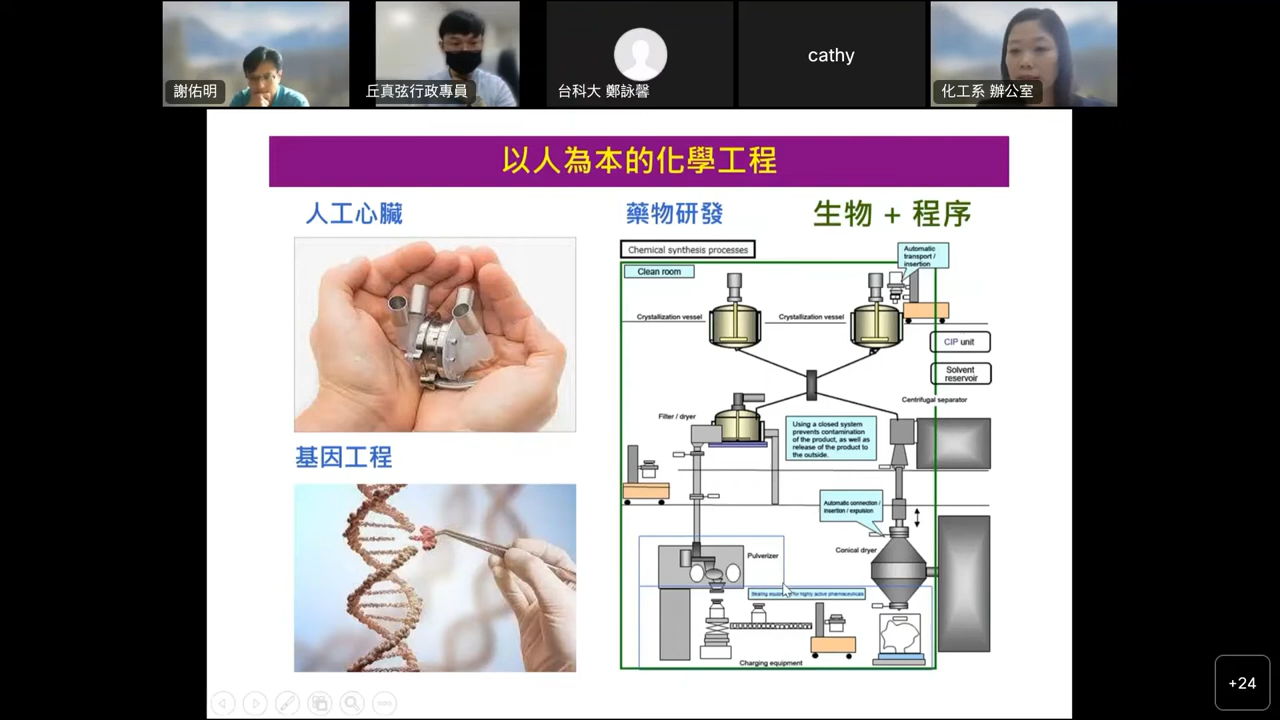 謝佑明
丘真弦行政專員
台科大 鄭詠馨
cathy
化工系 辦公室
以人為本的化學工程
人工心臟
藥物研發
生物 + 程序
Chemical synthesis processes
Clean room
Automatic
transport /
insertion
Crystallization vessel
Crystallization vessel
CIP unit
Solvent
reservoir
Centrifugal separator
Filter / dryer
Using a closed system
prevents contamination
of the product, as well as
release of the product to
the outside.
基因工程
Automatic connection /
insertion / expulsion
Conical dryer
Pulverizer
for highly active pharmaceuticals
Charging equipment
+24